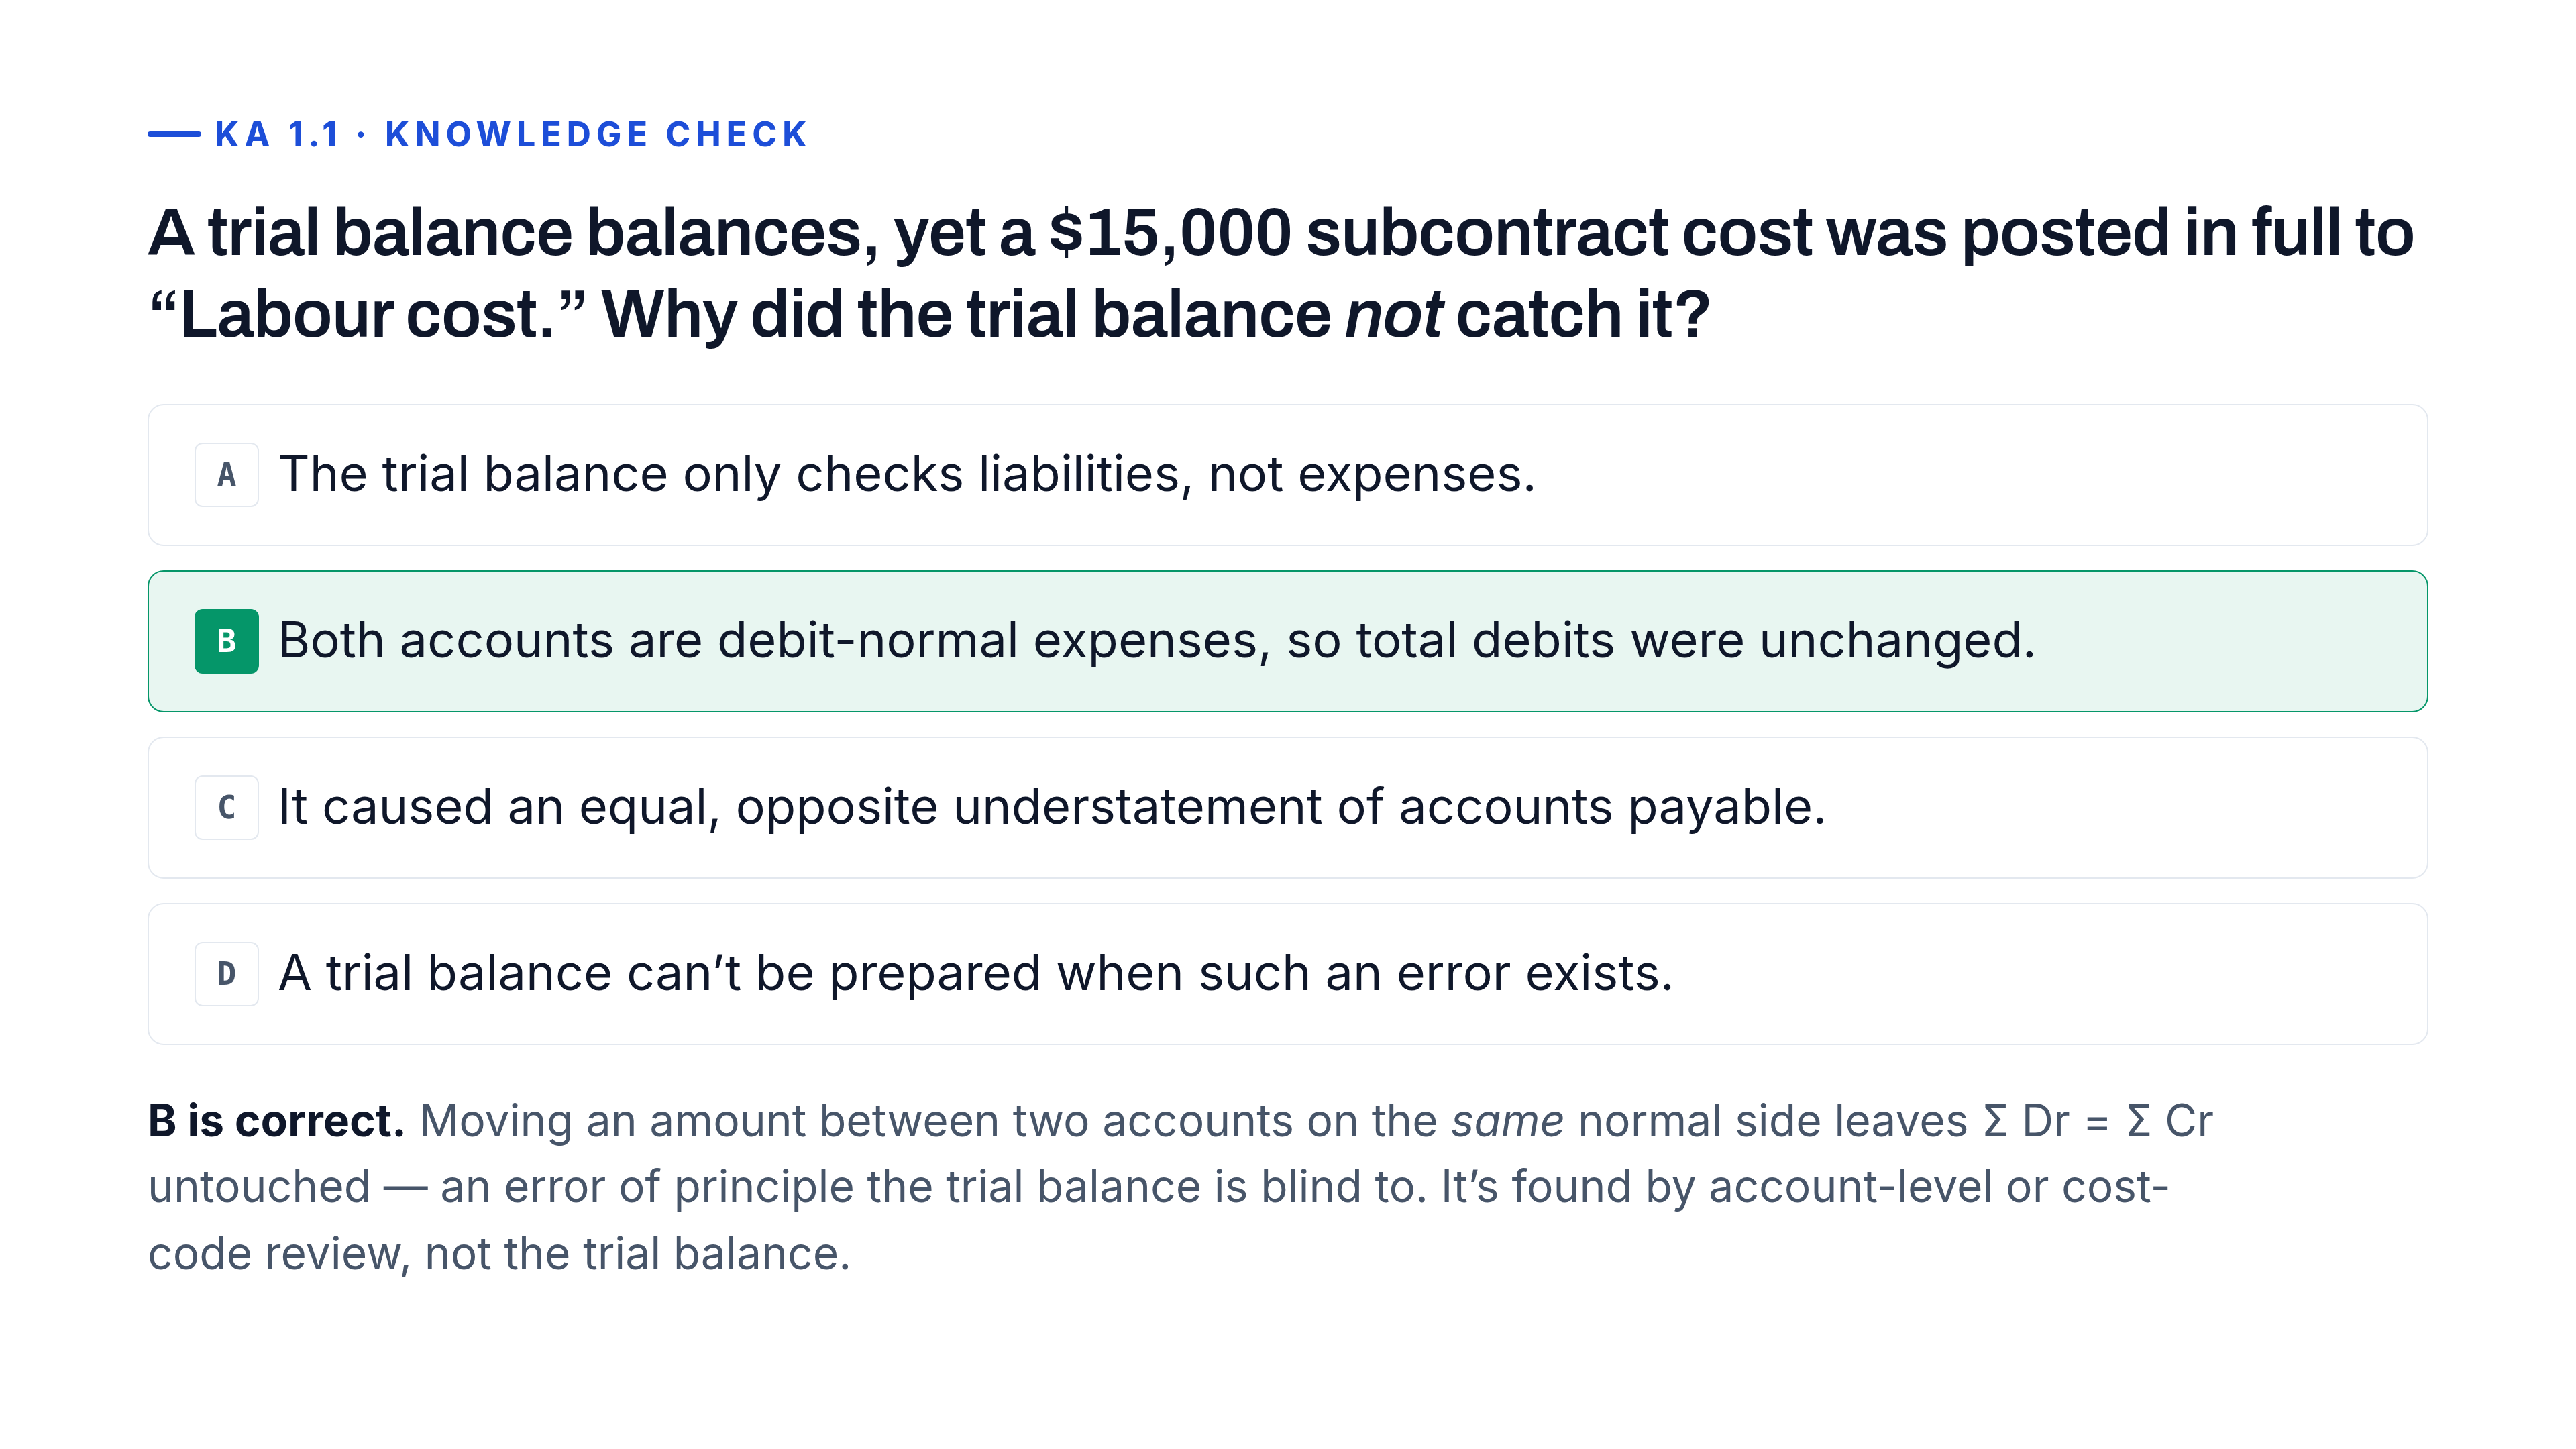 KA 1.1 · KNOWLEDGE CHECK
A trial balance balances, yet a $15,000 subcontract cost was posted in full to
“Labour cost.” Why did the trial balance not catch it?
A The trial balance only checks liabilities, not expenses.
B Both accounts are debit-normal expenses, so total debits were unchanged.
C It caused an equal, opposite understatement of accounts payable.
D A trial balance can’t be prepared when such an error exists.
B is correct. Moving an amount between two accounts on the same normal side leaves Σ Dr = Σ Cr
untouched — an error of principle the trial balance is blind to. It’s found by account-level or cost-
code review, not the trial balance.